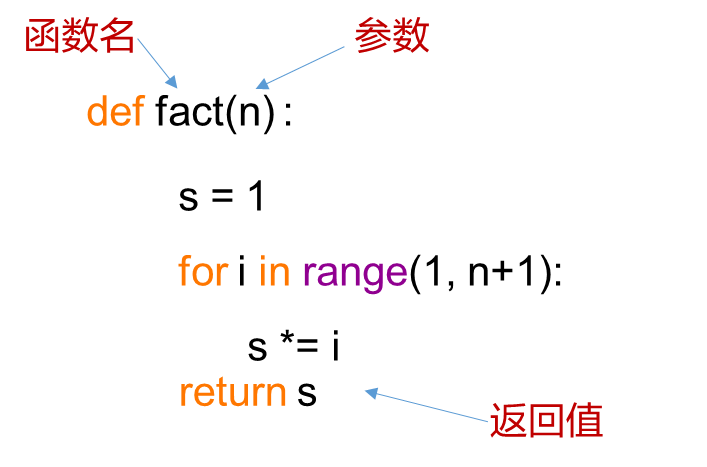 函数名 参数
def fact(n) :
s = 1
for i in range(1, n+1):
s *= i
return s
返回值